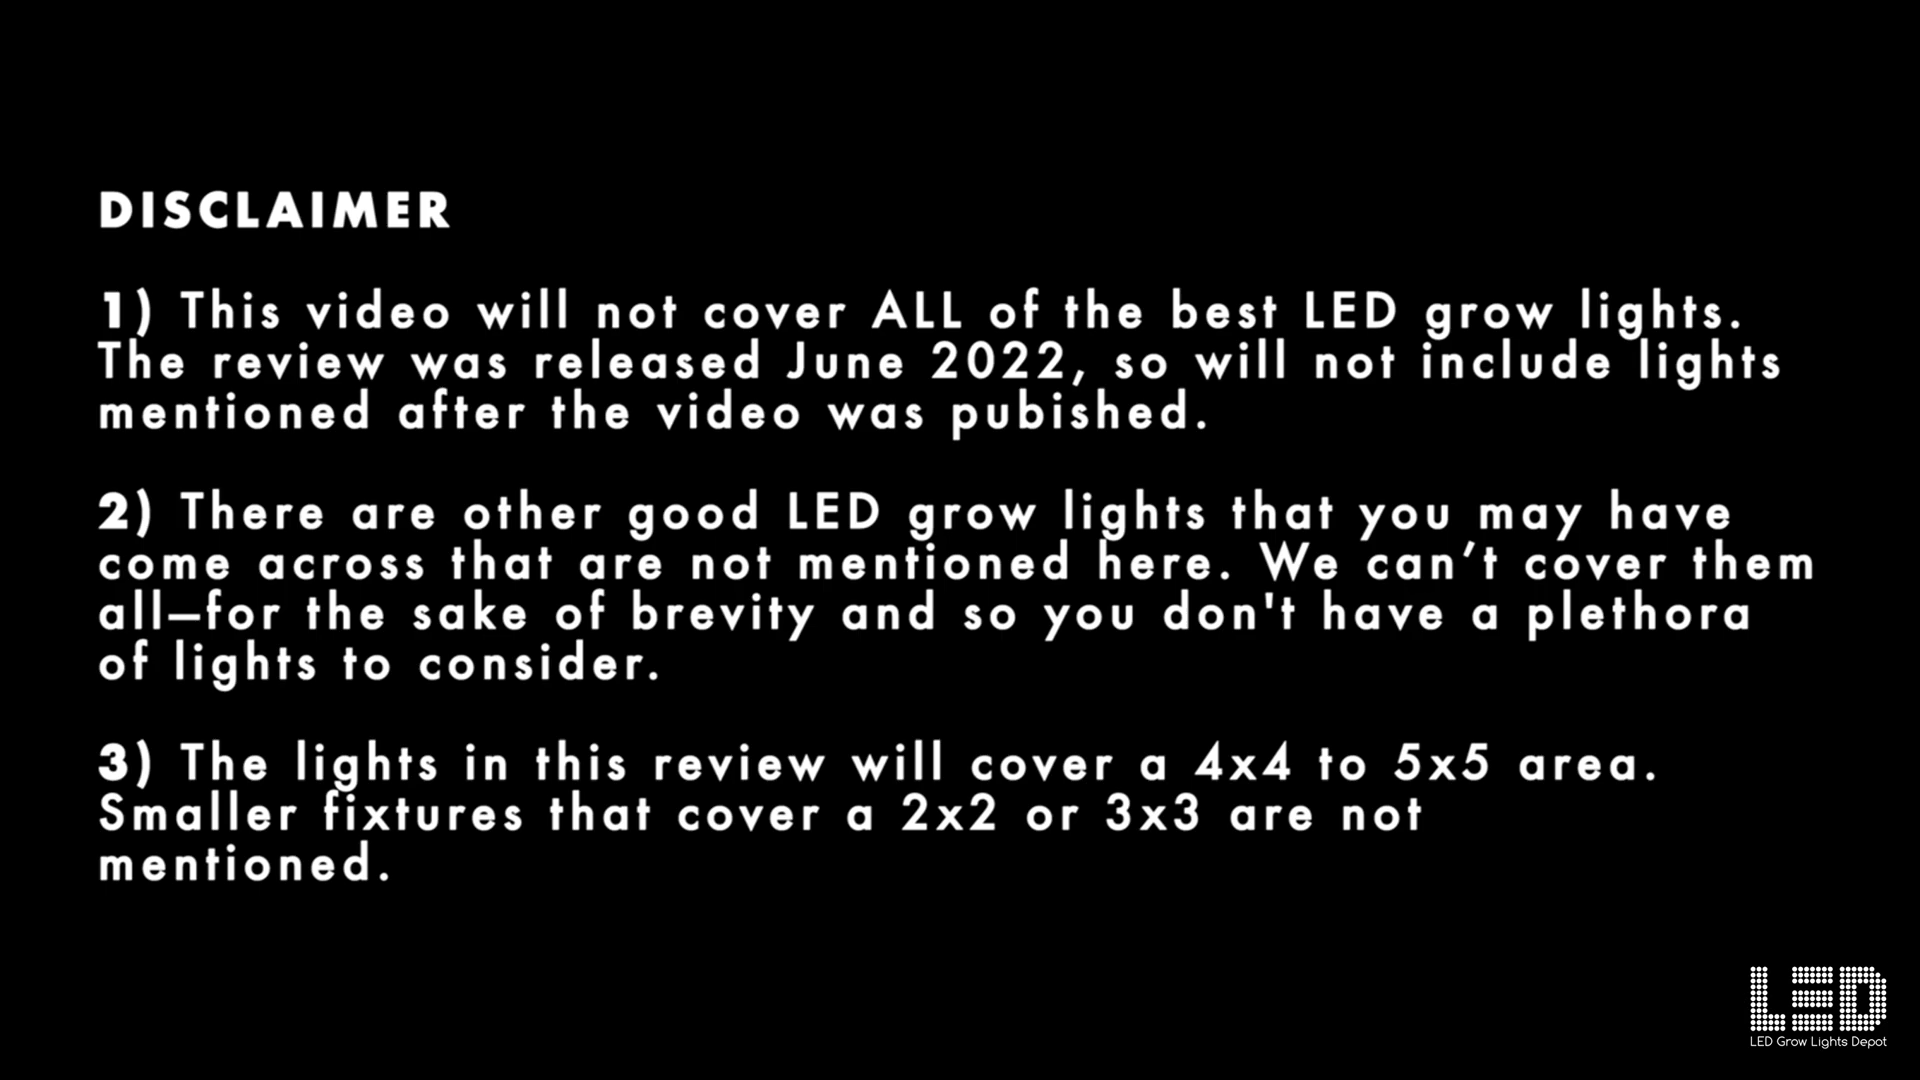 DISCLAIMER
1) This video will not cover ALL of the best LED grow lights.
The review was released June 2022, so will not include lights
mentioned after the video was pubished.
2) There are other good LED grow lights that you may have
come across that are not mentioned here. We can’t cover them
all—for the sake of brevity and so you don't have a plethora
of lights to consider.
3) The lights in this review will cover a 4x4 to 5x5 area.
Smaller fixtures that cover a 2x2 or 3x3 are not
mentioned.
LED
LED Grow Lights Depot